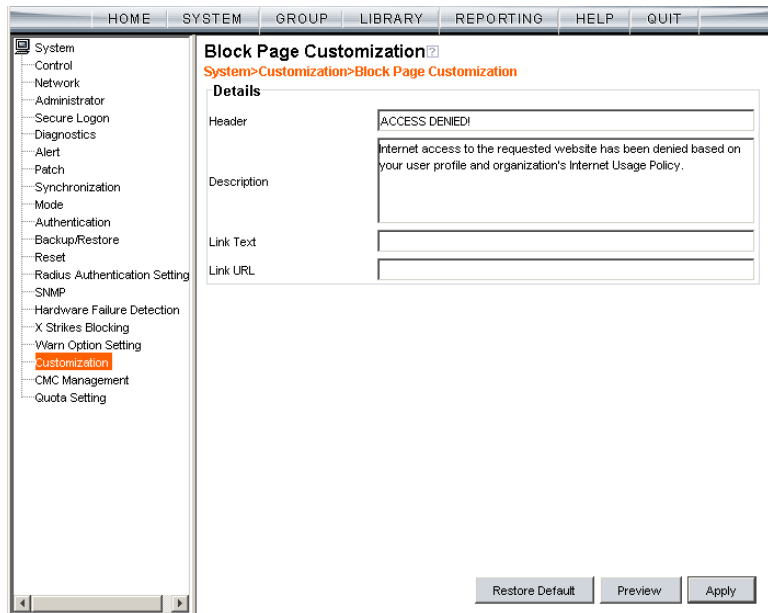 HOME SYSTEM GROUP LIBRARY REPORTING HELP QUIT
System
Control
Network
Administrator
Secure Logon
Diagnostics
Alert
Patch
Synchronization
Mode
Authentication
Backup/Restore
Reset
Radius Authentication Setting
SNMP
Hardware Failure Detection
X Strikes Blocking
Warn Option Setting
Customization
CMC Management
Quota Setting
Block Page Customization?
System>Customization>Block Page Customization
Details
Header
ACCESS DENIED!
Description
Internet access to the requested website has been denied based on
your user profile and organization's Internet Usage Policy.
Link Text
Link URL
Restore Default Preview Apply